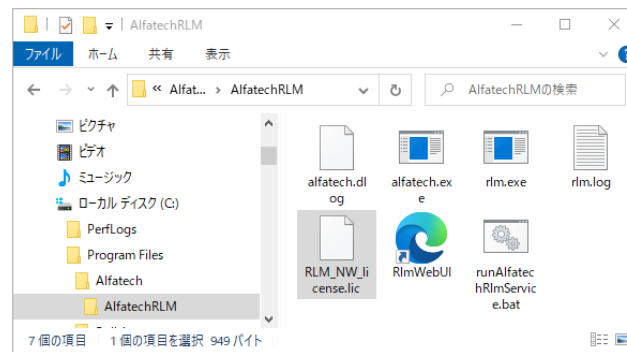 AlfatechRLM
ファイル ホーム 共有 表示
« Alfat... › AlfatechRLM AlfatechRLMの検索
ピクチャ
ビデオ
ミュージック
ローカル ディスク (C:)
PerfLogs
Program Files
Alfatech
AlfatechRLM
alfatech.dl
og
alfatech.ex
e
rlm.exe
rlm.log
RLM_NW_li
cense.lic
RlmWebUI
runAlfatec
hRlmServic
e.bat
7 個の項目 1 個の項目を選択 949 バイト